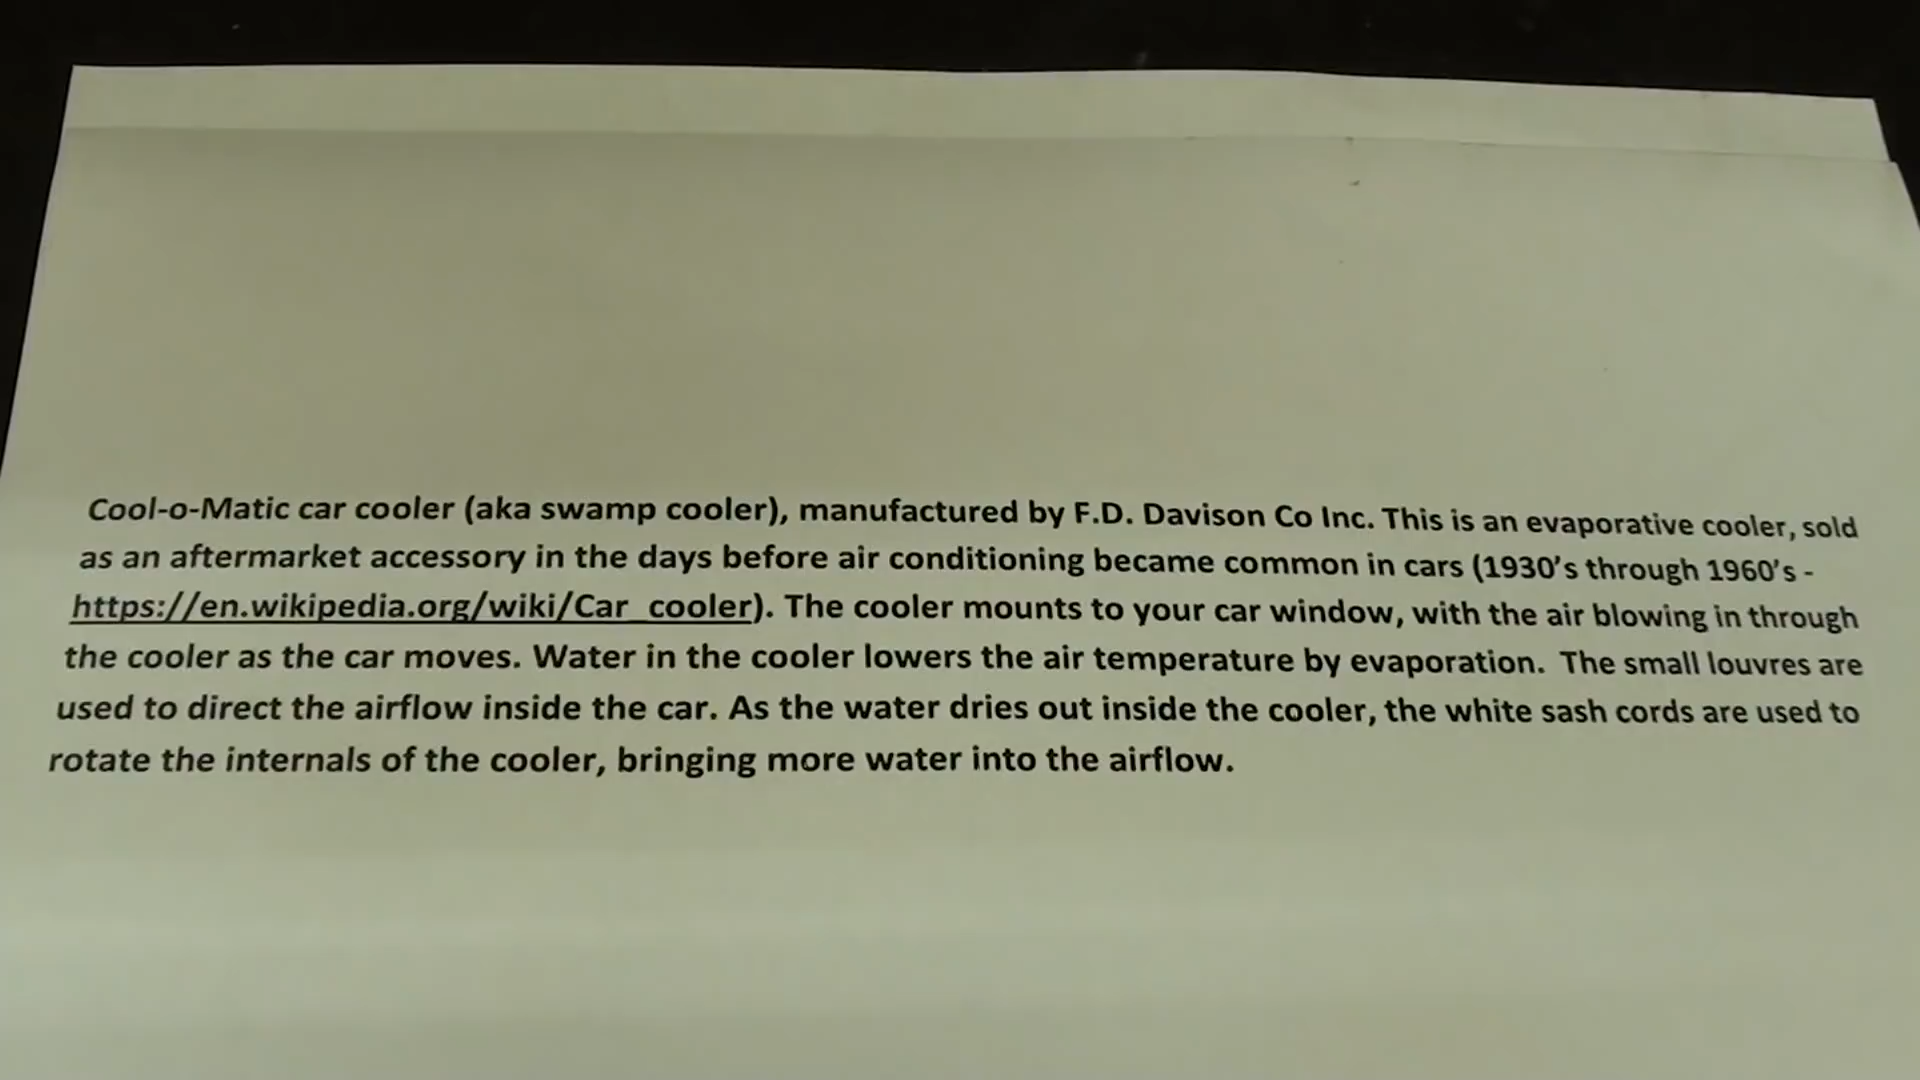 Cool-o-Matic car cooler (aka swamp cooler), manufactured by F.D. Davison Co Inc. This is an evaporative cooler, sold
as an aftermarket accessory in the days before air conditioning became common in cars (1930's through 1960's -
https://en.wikipedia.org/wiki/Car_cooler). The cooler mounts to your car window, with the air blowing in through
the cooler as the car moves. Water in the cooler lowers the air temperature by evaporation. The small louvres are
used to direct the airflow inside the car. As the water dries out inside the cooler, the white sash cords are used to
rotate the internals of the cooler, bringing more water into the airflow.